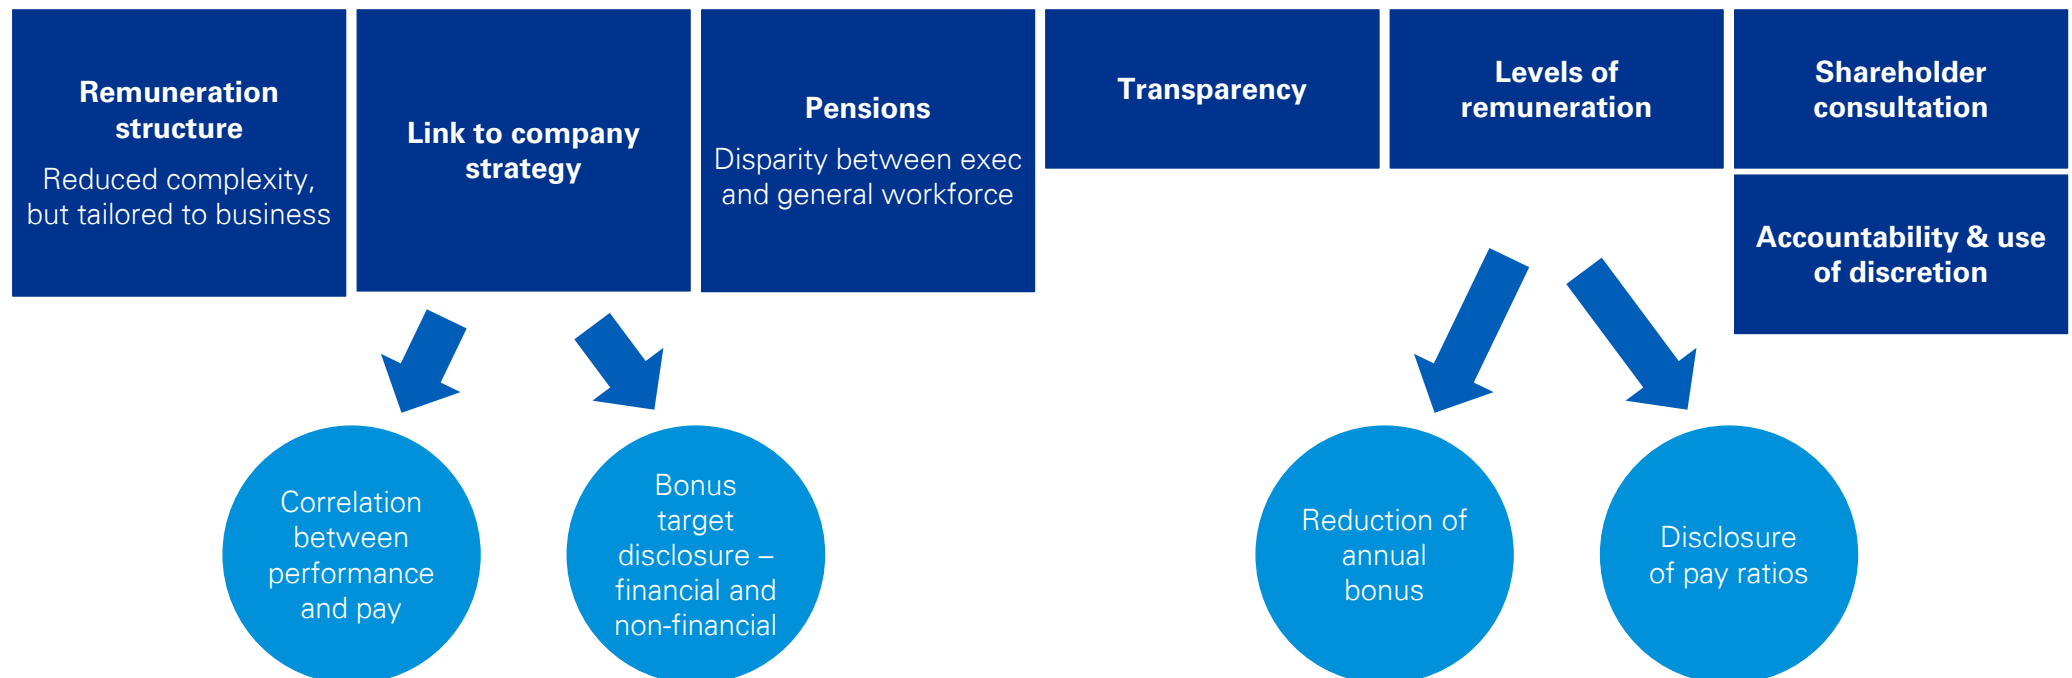 Remuneration
structure
Reduced complexity,
but tailored to business
Link to company
strategy
Pensions
Disparity between exec
and general workforce
Transparency
Levels of
remuneration
Shareholder
consultation
Accountability & use
of discretion
Correlation
between
performance
and pay
Bonus
target
disclosure –
financial and
non-financial
Reduction of
annual
bonus
Disclosure
of pay ratios